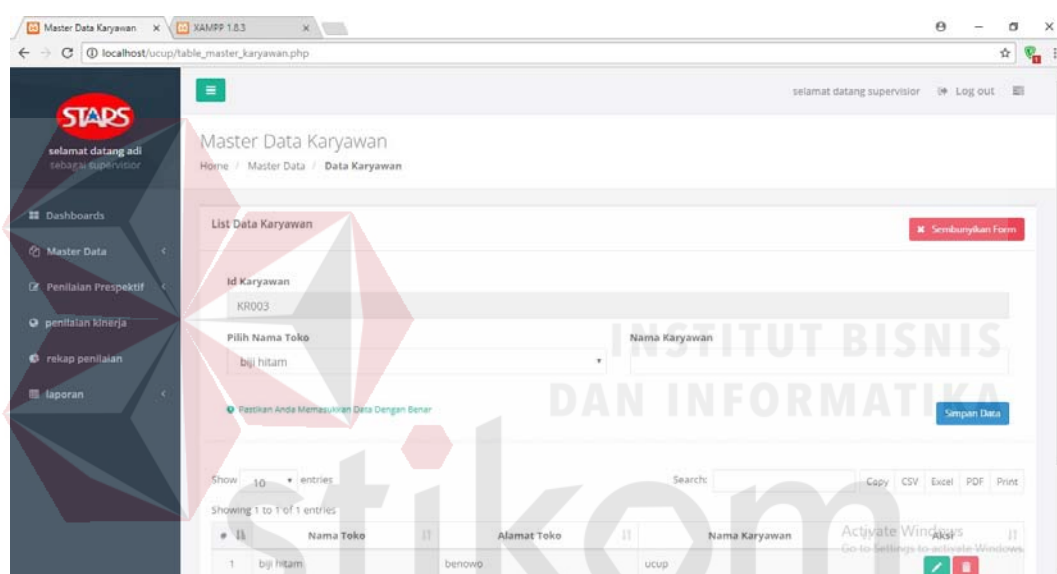 Master Data Karyawan
XAMPP 1.8.3
localhost/ucup/table_master_karyawan.php
STARS
selamat datang adi
sebagai supervisior
selamat datang supervisior
Log out
Master Data Karyawan
Home / Master Data / Data Karyawan
Dashboards
Master Data
Penilaian Prespektif
penilaian kinerja
rekap penilaian
laporan
List Data Karyawan
Sembunyikan Form
Id Karyawan
KR003
Pilih Nama Toko
Nama Karyawan
biji hitam
Pastikan Anda Memasukkan Data Dengan Benar
Simpan Data
INSTITUT BISNIS
DAN INFORMATIKA
stikom
Show 10 entries
Search:
Copy CSV Excel PDF Print
Showing 1 to 1 of 1 entries
# Nama Toko Alamat Toko Nama Karyawan Aksi
1 biji hitam benowo ucup
Activate Windows
Go to Settings to activate Windows.